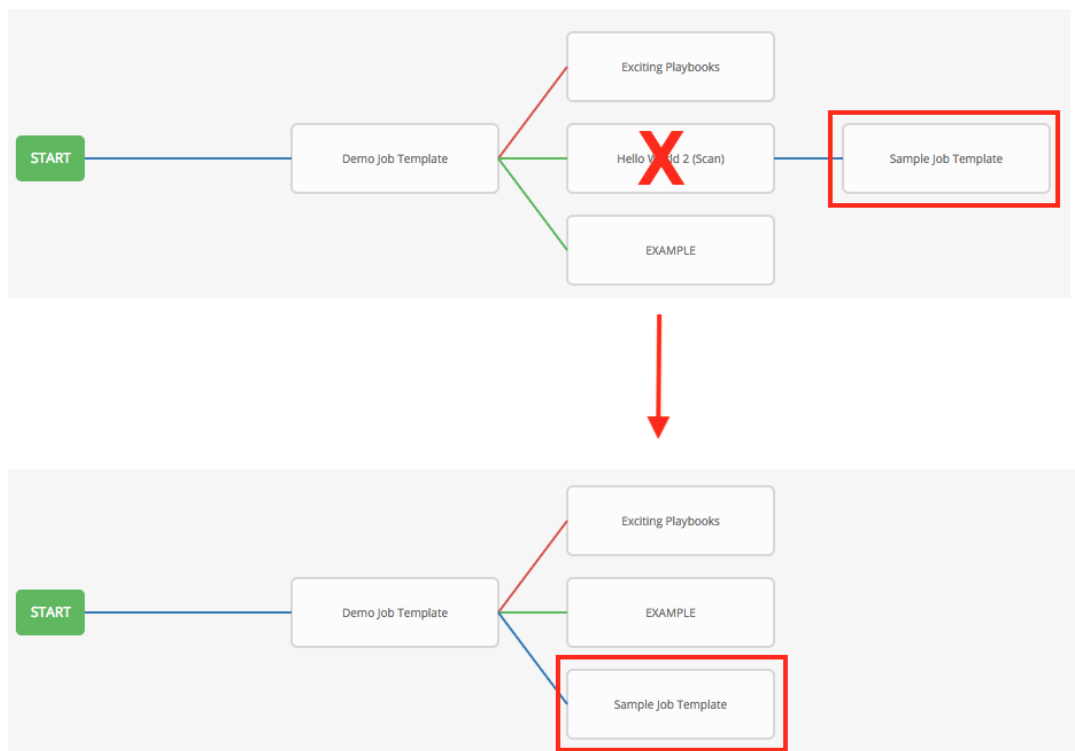 Exciting Playbooks
START
Demo Job Template
Hello W ld 2 (Scan)
X
Sample Job Template
EXAMPLE
Exciting Playbooks
START
Demo Job Template
EXAMPLE
Sample Job Template